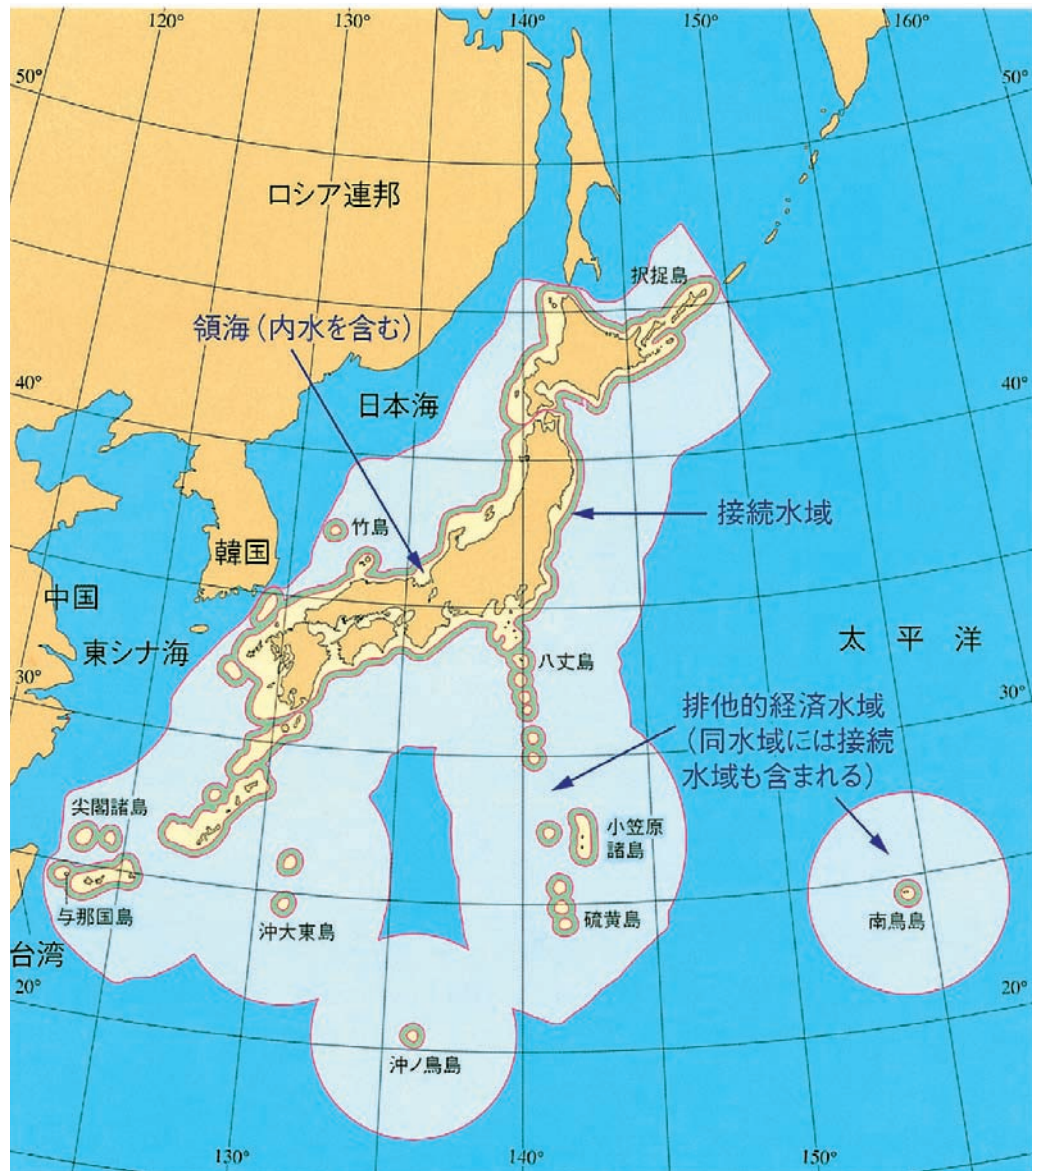 120°
130°
140°
150°
160°
50°
50°
ロシア連邦
択捉島
領海(内水を含む)
40°
40°
日本海
竹島
接続水域
韓国
中国
東シナ海
太平洋
八丈島
30°
30°
排他的経済水域
(同水域には接続
水域も含まれる)
尖閣諸島
小笠原
諸島
与那国島
沖大東島
硫黄島
南鳥島
台湾
20°
20°
沖ノ鳥島
130°
140°
150°